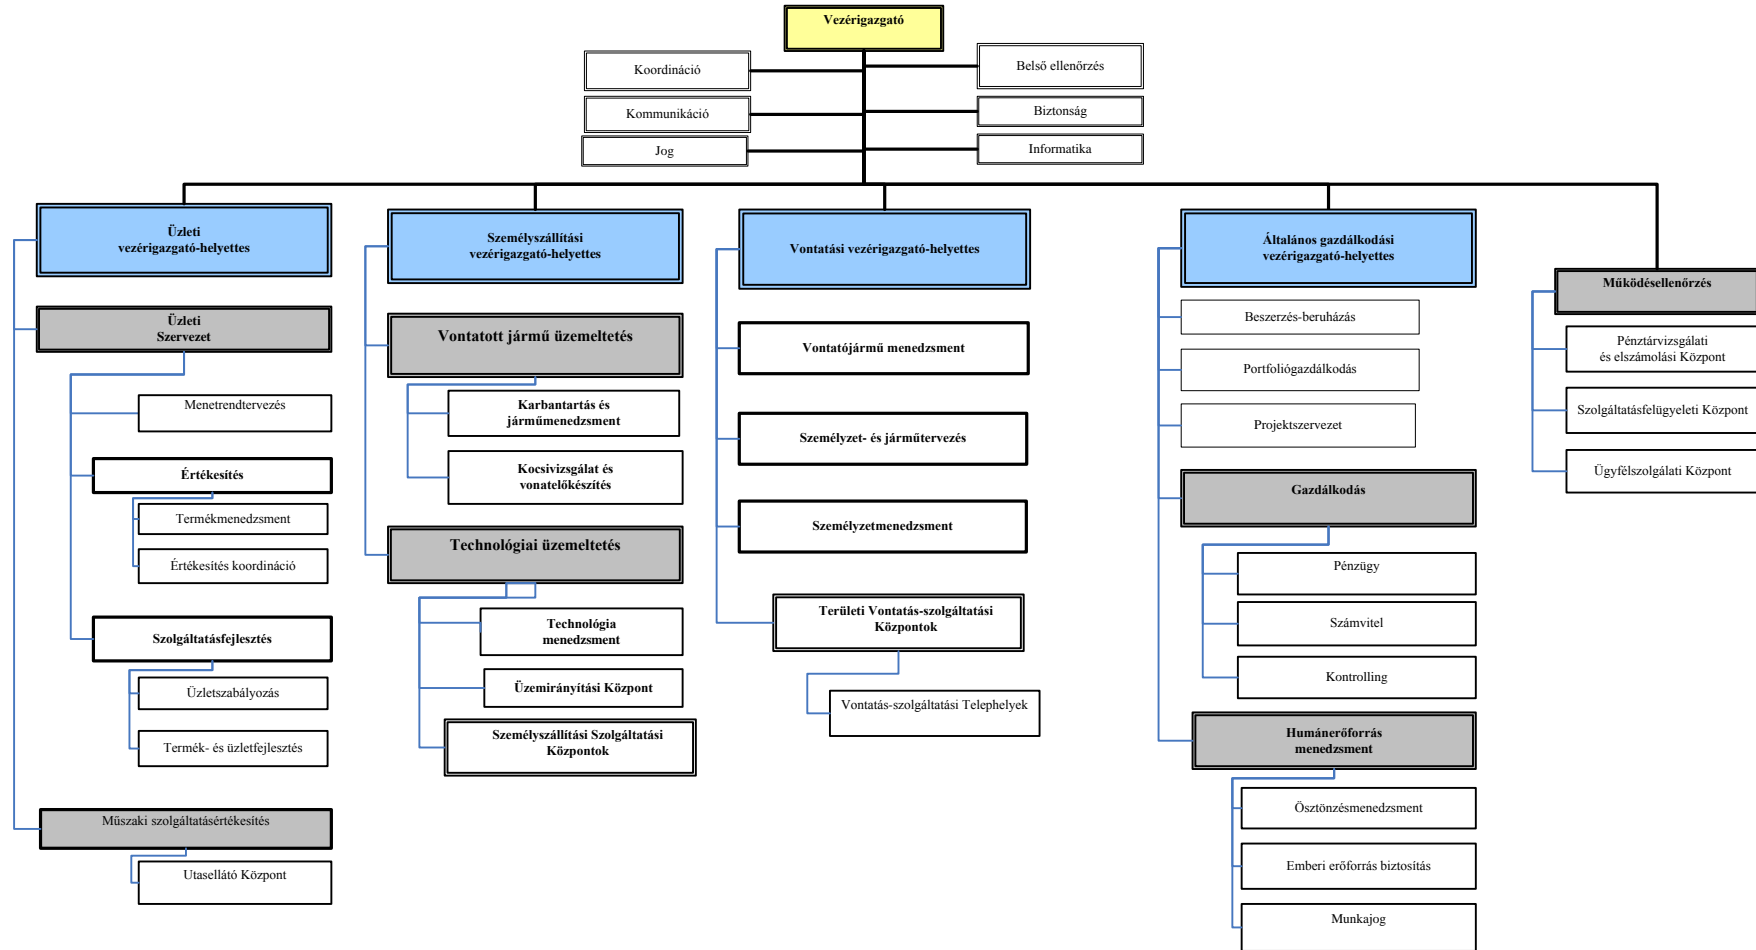 Vezérigazgató
Koordináció
Belső ellenőrzés
Kommunikáció
Biztonság
Jog
Informatika
Üzleti
vezérigazgató-helyettes
Üzleti
Szervezet
Menetrendtervezés
Értékesítés
Termékmenedzsment
Értékesítés koordináció
Szolgáltatásfejlesztés
Üzletszabályozás
Termék- és üzletfejlesztés
Műszaki szolgáltatásértékesítés
Utasellátó Központ
Személyszállítási
vezérigazgató-helyettes
Vontatott jármű üzemeltetés
Karbantartás és
járműmenedzsment
Kocsivizsgálat és
vonatelőkészítés
Technológiai üzemeltetés
Technológia
menedzsment
Üzemirányítási Központ
Személyszállítási Szolgáltatási
Központok
Vontatási vezérigazgató-helyettes
Vontatójármű menedzsment
Személyzet- és járműtervezés
Személyzetmenedzsment
Területi Vontatás-szolgáltatási
Központok
Vontatás-szolgáltatási Telephelyek
Általános gazdálkodási
vezérigazgató-helyettes
Beszerzés-beruházás
Portfoliógazdálkodás
Projektszervezet
Gazdálkodás
Pénzügy
Számvitel
Kontrolling
Humánerőforrás
menedzsment
Ösztönzésmenedzsment
Emberi erőforrás biztosítás
Munkajog
Működésellenőrzés
Pénztárvizsgálati
és elszámolási Központ
Szolgáltatásfelügyeleti Központ
Ügyfélszolgálati Központ